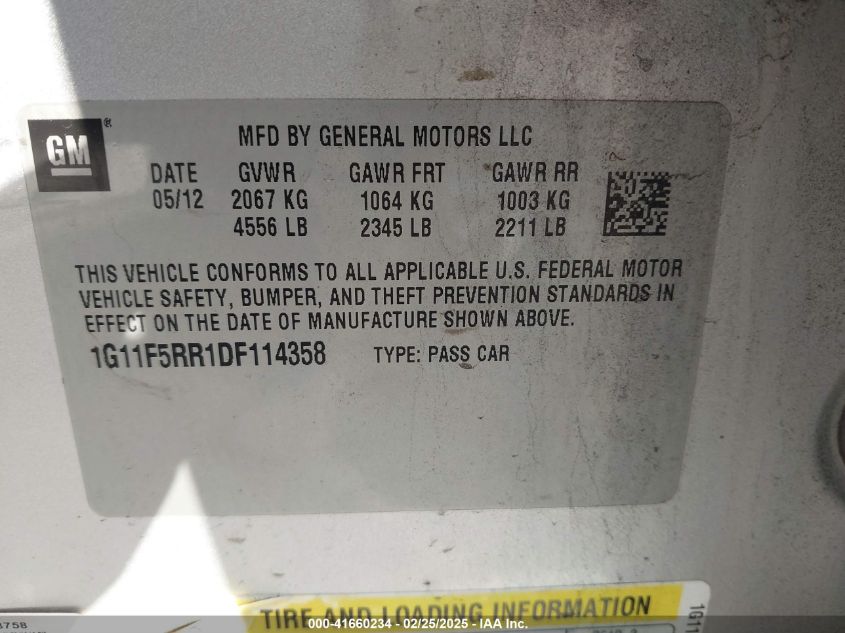 GM®
MFD BY GENERAL MOTORS LLC
DATE GVWR GAWR FRT GAWR RR
05/12 2067 KG 1064 KG 1003 KG
4556 LB 2345 LB 2211 LB
THIS VEHICLE CONFORMS TO ALL APPLICABLE U.S. FEDERAL MOTOR
VEHICLE SAFETY, BUMPER, AND THEFT PREVENTION STANDARDS IN
EFFECT ON THE DATE OF MANUFACTURE SHOWN ABOVE.
1G11F5RR1DF114358 TYPE: PASS CAR
TIRE AND LOADING INFORMATION
000-41660234 - 02/25/2025 - IAA Inc.